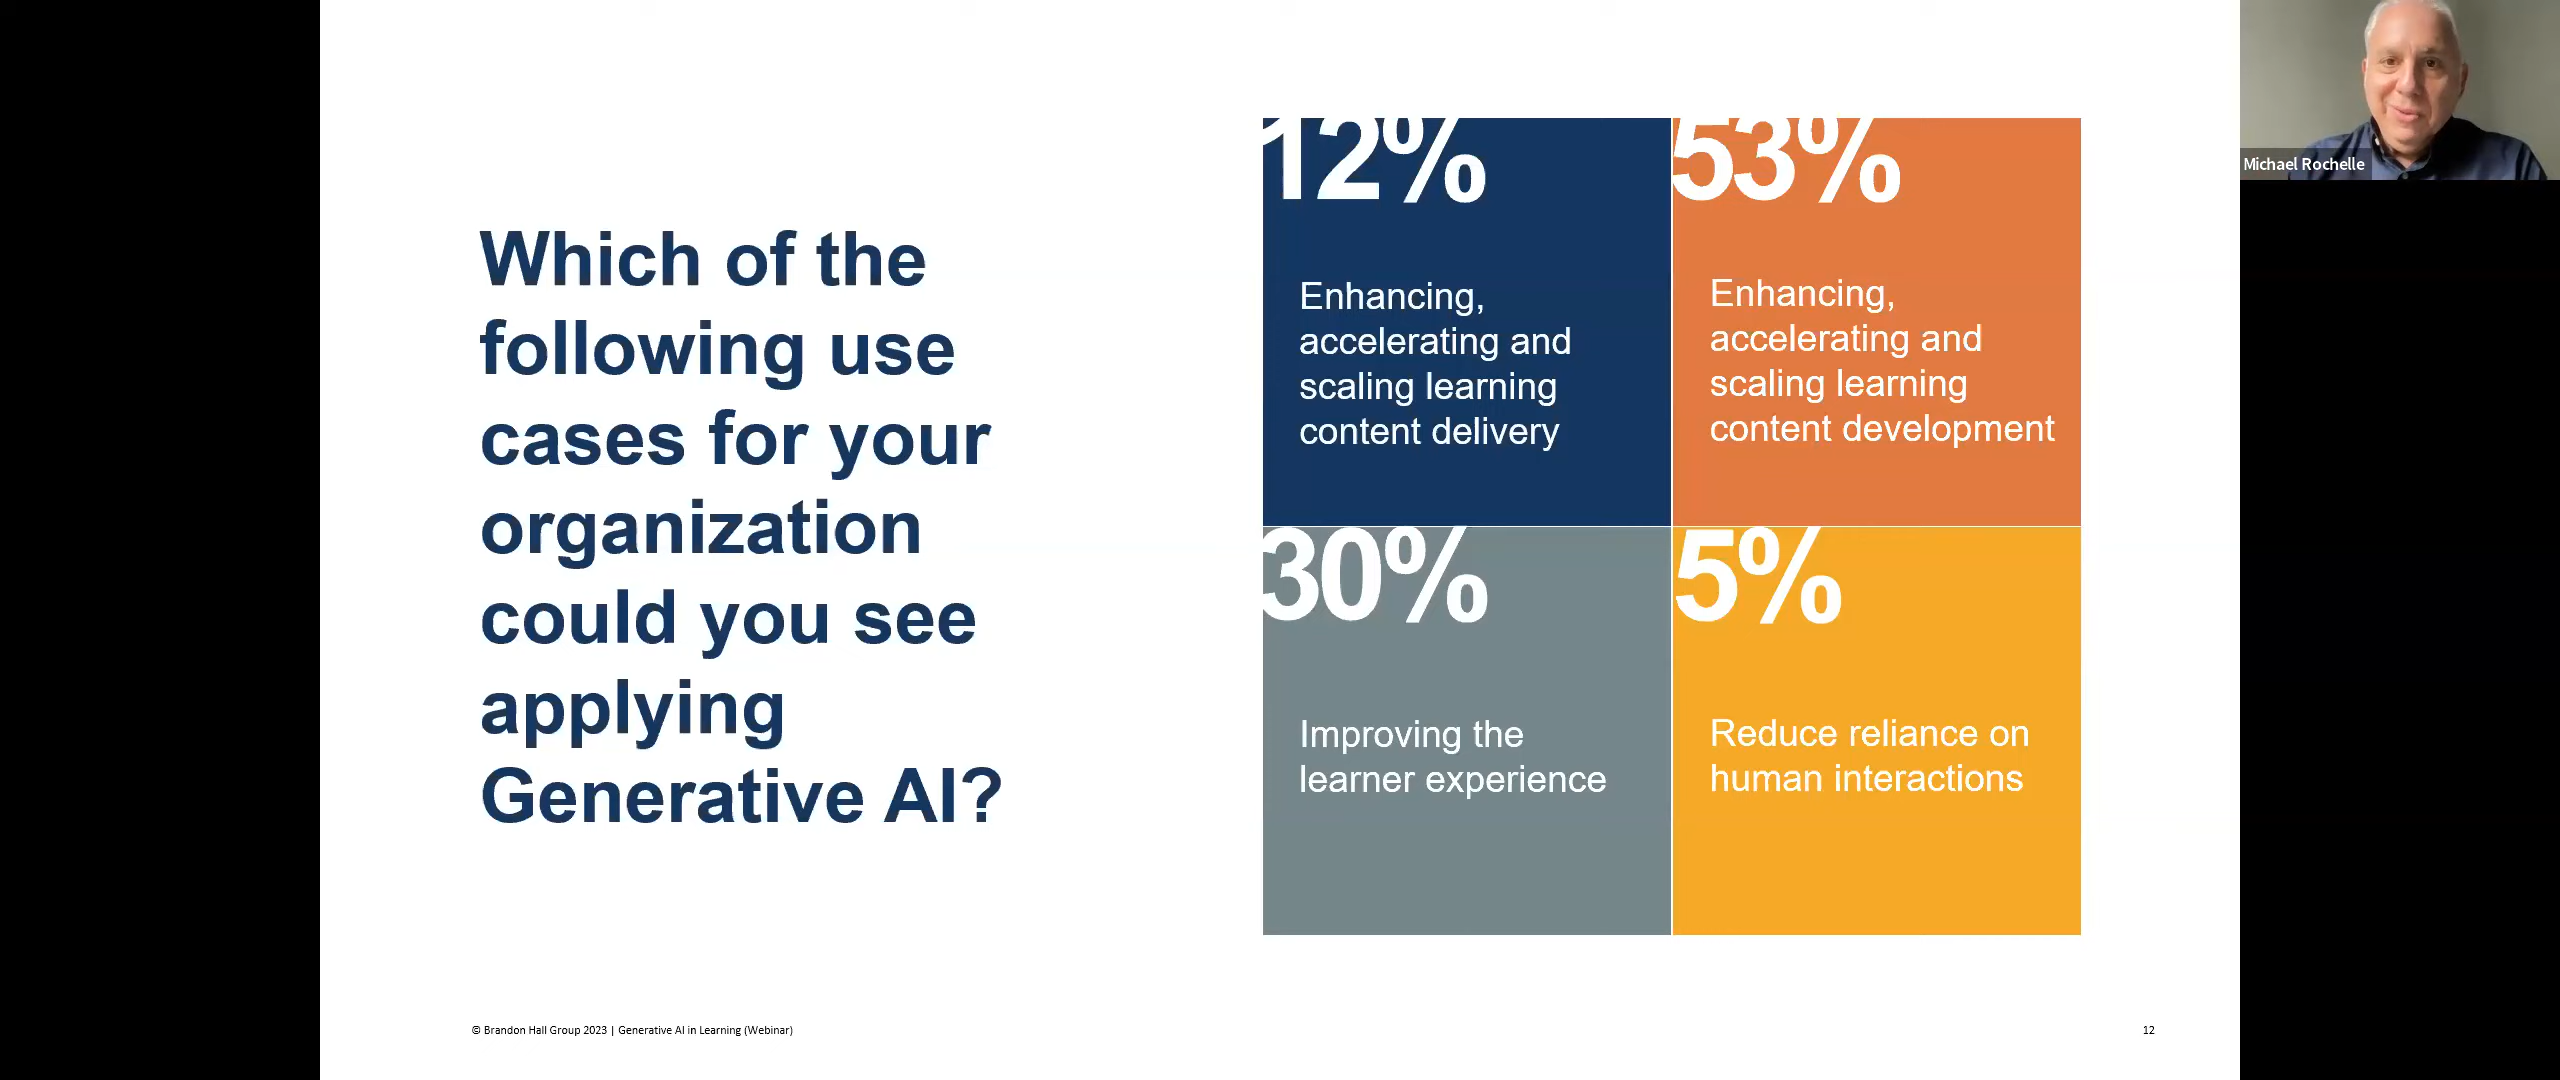 Which of the
following use
cases for your
organization
could you see
applying
Generative AI?
12%
Enhancing,
accelerating and
scaling learning
content delivery
53%
Enhancing,
accelerating and
scaling learning
content development
30%
Improving the
learner experience
5%
Reduce reliance on
human interactions
© Brandon Hall Group 2023 | Generative AI in Learning (Webinar)
12
Michael Rochelle